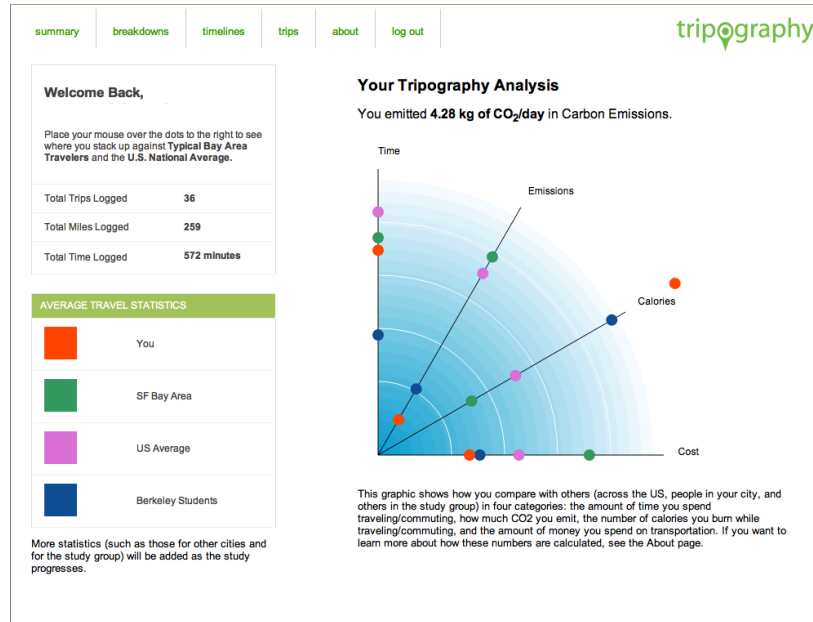 summary
breakdowns
timelines
trips
about
log out
tripography
Welcome Back,
Place your mouse over the dots to the right to see
where you stack up against Typical Bay Area
Travelers and the U.S. National Average.
Total Trips Logged 36
Total Miles Logged 259
Total Time Logged 572 minutes
AVERAGE TRAVEL STATISTICS
You
SF Bay Area
US Average
Berkeley Students
More statistics (such as those for other cities and
for the study group) will be added as the study
progresses.
Your Tripography Analysis
You emitted 4.28 kg of CO₂/day in Carbon Emissions.
Time
Emissions
Calories
Cost
This graphic shows how you compare with others (across the US, people in your city, and
others in the study group) in four categories: the amount of time you spend
traveling/commuting, how much CO2 you emit, the number of calories you burn while
traveling/commuting, and the amount of money you spend on transportation. If you want to
learn more about how these numbers are calculated, see the About page.